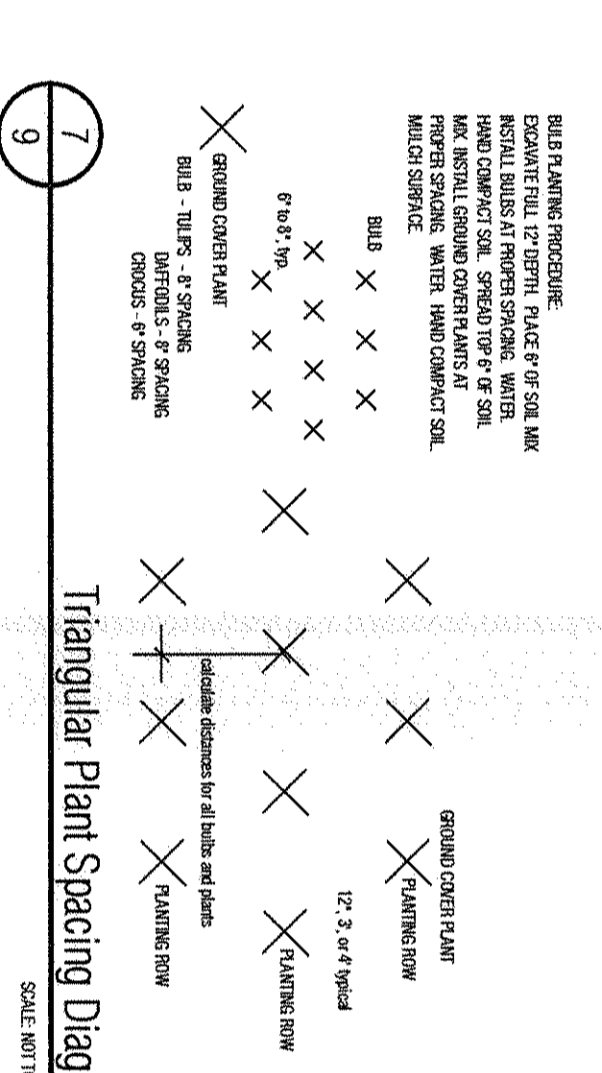 BULB PLANTING PROCEDURE:
EXCAVATE FULL 12" DEPTH. PLACE 6" OF SOIL MIX
INSTALL BULBS AT PROPER SPACING. WATER.
HAND COMPACT SOIL. SPREAD TOP 6" OF SOIL
MIX. INSTALL GROUND COVER PLANTS AT
PROPER SPACING. WATER. HAND COMPACT SOIL.
MULCH SURFACE.
BULB
6" to 8", typ.
GROUND COVER PLANT
BULB - TULIPS - 8" SPACING
DAFFODILS - 8" SPACING
CROCUS - 6" SPACING
GROUND COVER PLANT
PLANTING ROW
12", 3', or 4' typical
PLANTING ROW
calculate distances for all bulbs and plants
PLANTING ROW
7
9
Triangular Plant Spacing Diag
SCALE: NOT T